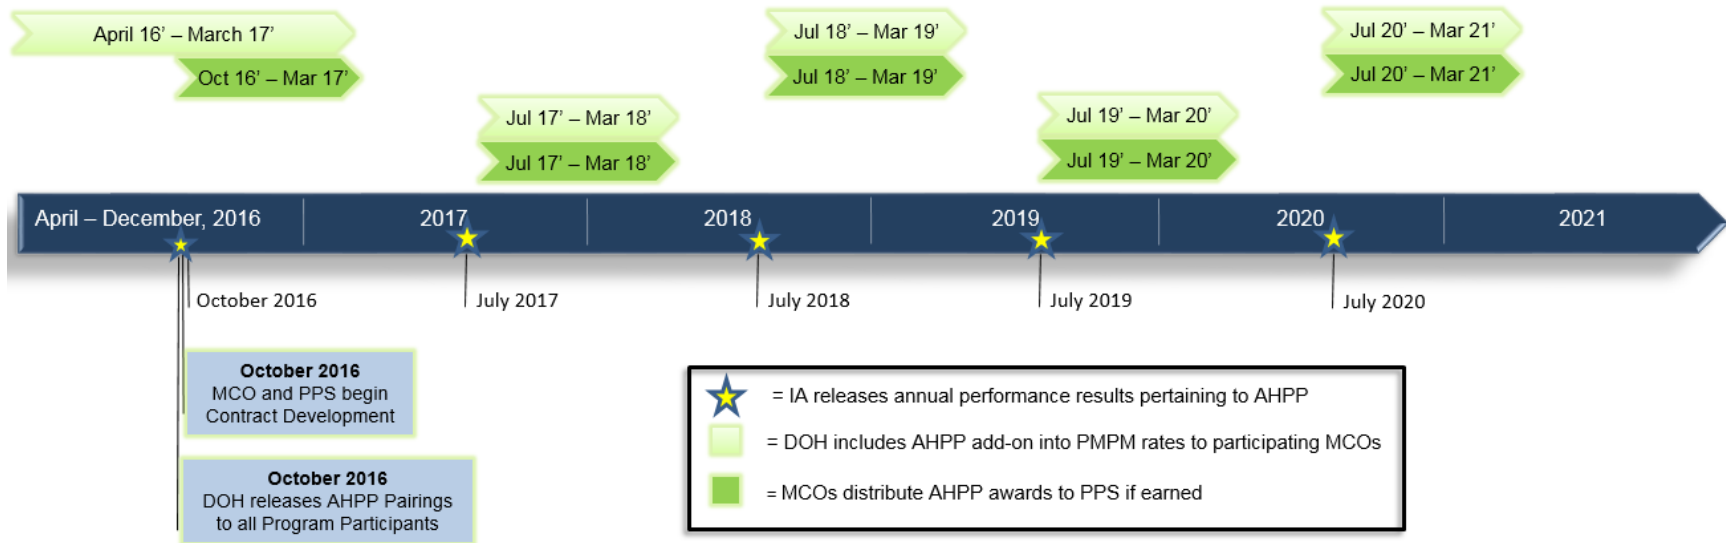 April 16’ – March 17’
Oct 16’ – Mar 17’
Jul 17’ – Mar 18’
Jul 17’ – Mar 18’
Jul 18’ – Mar 19’
Jul 18’ – Mar 19’
Jul 19’ – Mar 20’
Jul 19’ – Mar 20’
Jul 20’ – Mar 21’
Jul 20’ – Mar 21’
April – December, 2016
2017
2018
2019
2020
2021
October 2016
July 2017
July 2018
July 2019
July 2020
October 2016
MCO and PPS begin
Contract Development
October 2016
DOH releases AHPP Pairings
to all Program Participants
= IA releases annual performance results pertaining to AHPP
= DOH includes AHPP add-on into PMPM rates to participating MCOs
= MCOs distribute AHPP awards to PPS if earned